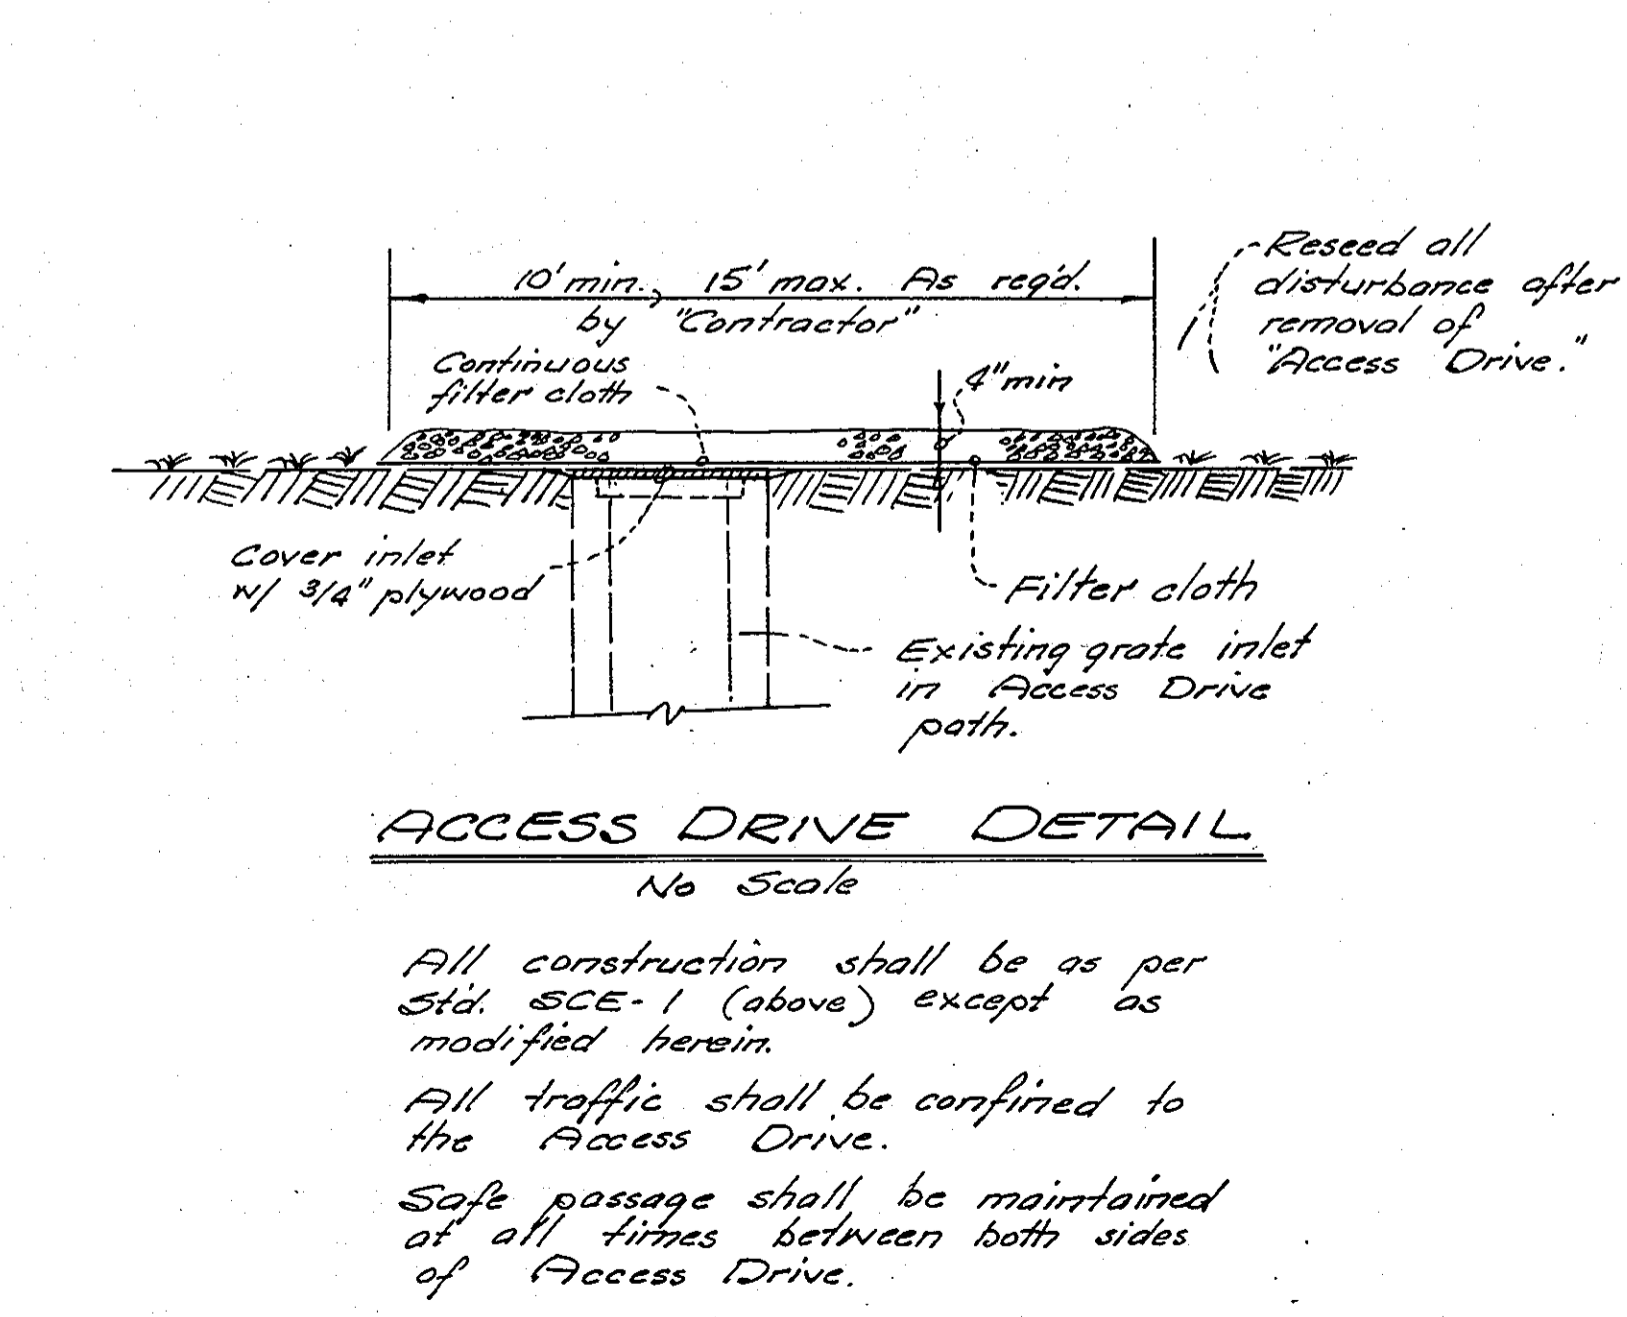 10' min., 15' max. As req'd.
by "Contractor"
Reseed all
disturbance after
removal of
"Access Drive."
Continuous
filter cloth
4" min
Cover inlet
w/ 3/4" plywood
Filter cloth
Existing grate inlet
in Access Drive
path.
ACCESS DRIVE DETAIL
No Scale
All construction shall be as per
Std. SCE-1 (above) except as
modified herein.
All traffic shall be confined to
the Access Drive.
Safe passage shall be maintained
at all times between both sides
of Access Drive.